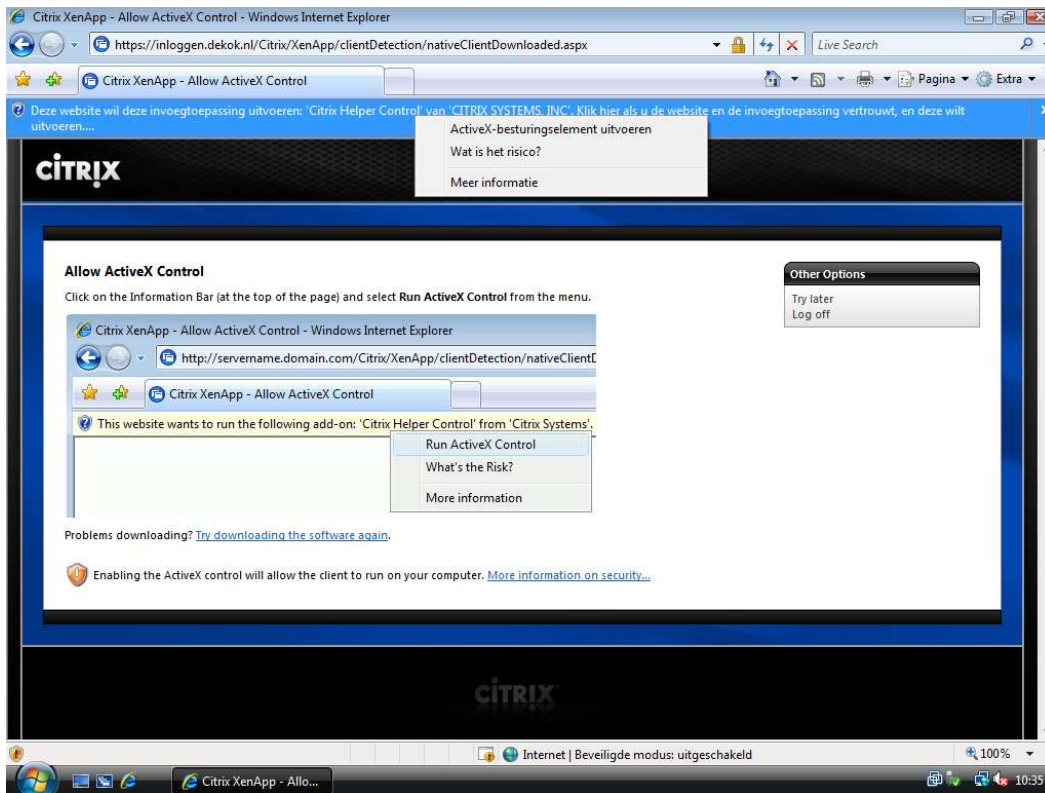 Citrix XenApp - Allow ActiveX Control - Windows Internet Explorer
https://inloggen.dekok.nl/Citrix/XenApp/clientDetection/nativeClientDownloaded.aspx
Live Search
Citrix XenApp - Allow ActiveX Control
Pagina
Extra
Deze website wil deze invoegtoepassing uitvoeren: 'Citrix Helper Control' van 'CITRIX SYSTEMS, INC'. Klik hier als u de website en de invoegtoepassing vertrouwt, en deze wilt
uitvoeren....
ActiveX-besturingselement uitvoeren
Wat is het risico?
Meer informatie
CİTRIX
Allow ActiveX Control
Click on the Information Bar (at the top of the page) and select Run ActiveX Control from the menu.
Other Options
Try later
Log off
Citrix XenApp - Allow ActiveX Control - Windows Internet Explorer
http://servername.domain.com/Citrix/XenApp/clientDetection/nativeClient
Citrix XenApp - Allow ActiveX Control
This website wants to run the following add-on: 'Citrix Helper Control' from 'Citrix Systems'.
Run ActiveX Control
What's the Risk?
More information
Problems downloading? Try downloading the software again.
Enabling the ActiveX control will allow the client to run on your computer. More information on security...
CİTRIX
Internet | Beveiligde modus: uitgeschakeld
100%
Citrix XenApp - Allo...
10:35